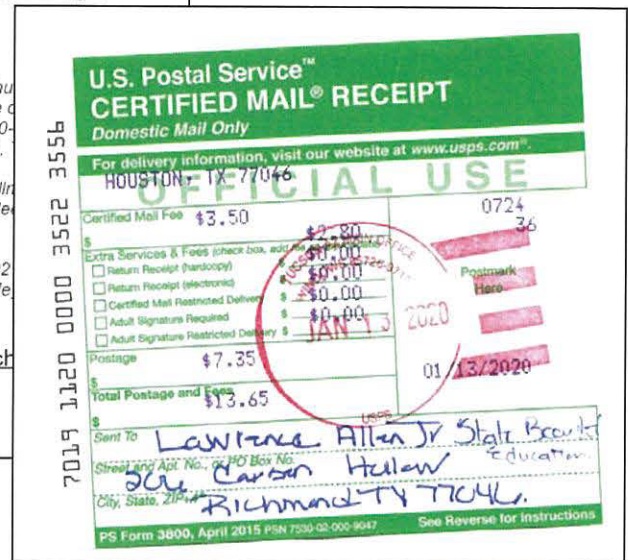 U.S. Postal Service™
CERTIFIED MAIL® RECEIPT
Domestic Mail Only
For delivery information, visit our website at www.usps.com®.
HOUSTON, TX 77046
OFFICIAL USE
Certified Mail Fee $3.50
$
$2.80
0724
36
Extra Services & Fees (check box, add
$0.00
Return Receipt (hardcopy) $
Return Receipt (electronic) $ $0.00
Certified Mail Restricted Delivery $ $0.00
Adult Signature Required $ $0.00
Adult Signature Restricted Delivery $
Postmark
Here
JAN 13 2020
USPS
Postage $7.35
$
01/13/2020
Total Postage and Fees $13.65
$
Sent To Lawrence Allen Jr State Board of
Education
Street and Apt. No., or PO Box No.
City, State, ZIP+4® Richmond TX 77046.
PS Form 3800, April 2015 PSN 7530-02-000-9047 See Reverse for Instructions
7019 1120 0000 3522 3556